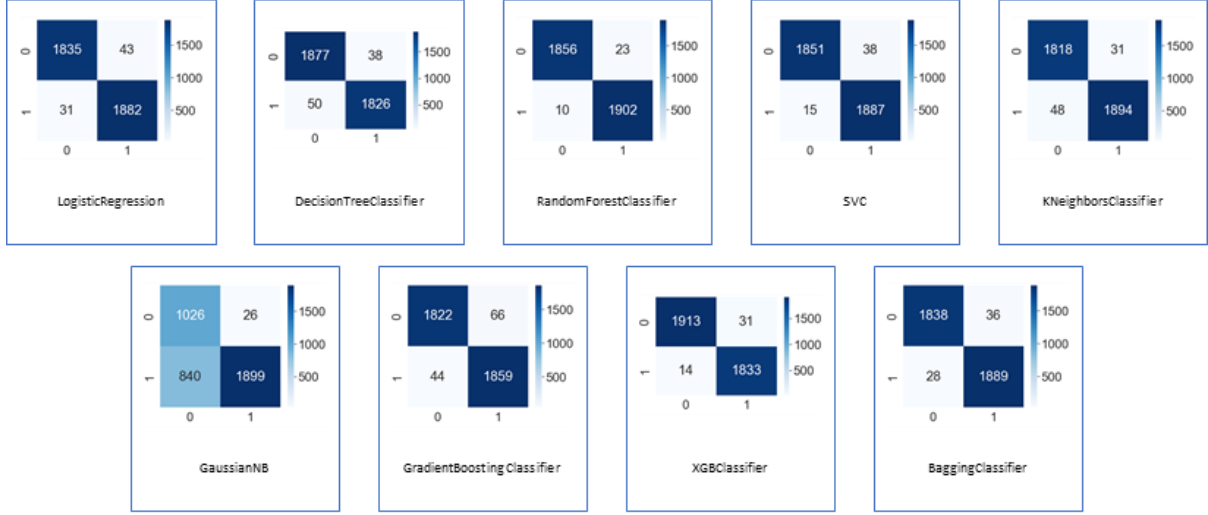 0 1835 43 1500
1000
1 31 1882 500
0 1
LogisticRegression
0 1877 38 1500
1000
1 50 1826 500
0 1
DecisionTreeClassifier
0 1856 23 1500
1000
1 10 1902 500
0 1
RandomForestClassifier
0 1851 38 1500
1000
1 15 1887 500
0 1
SVC
0 1818 31 1500
1000
1 48 1894 500
0 1
KNeighborsClassifier
0 1026 26 1500
1000
1 840 1899 500
0 1
GaussianNB
0 1822 66 1500
1000
1 44 1859 500
0 1
GradientBoosting Classifier
0 1913 31 1500
1000
1 14 1833 500
0 1
XGBClassifier
0 1838 36 1500
1000
1 28 1889 500
0 1
BaggingClassifier